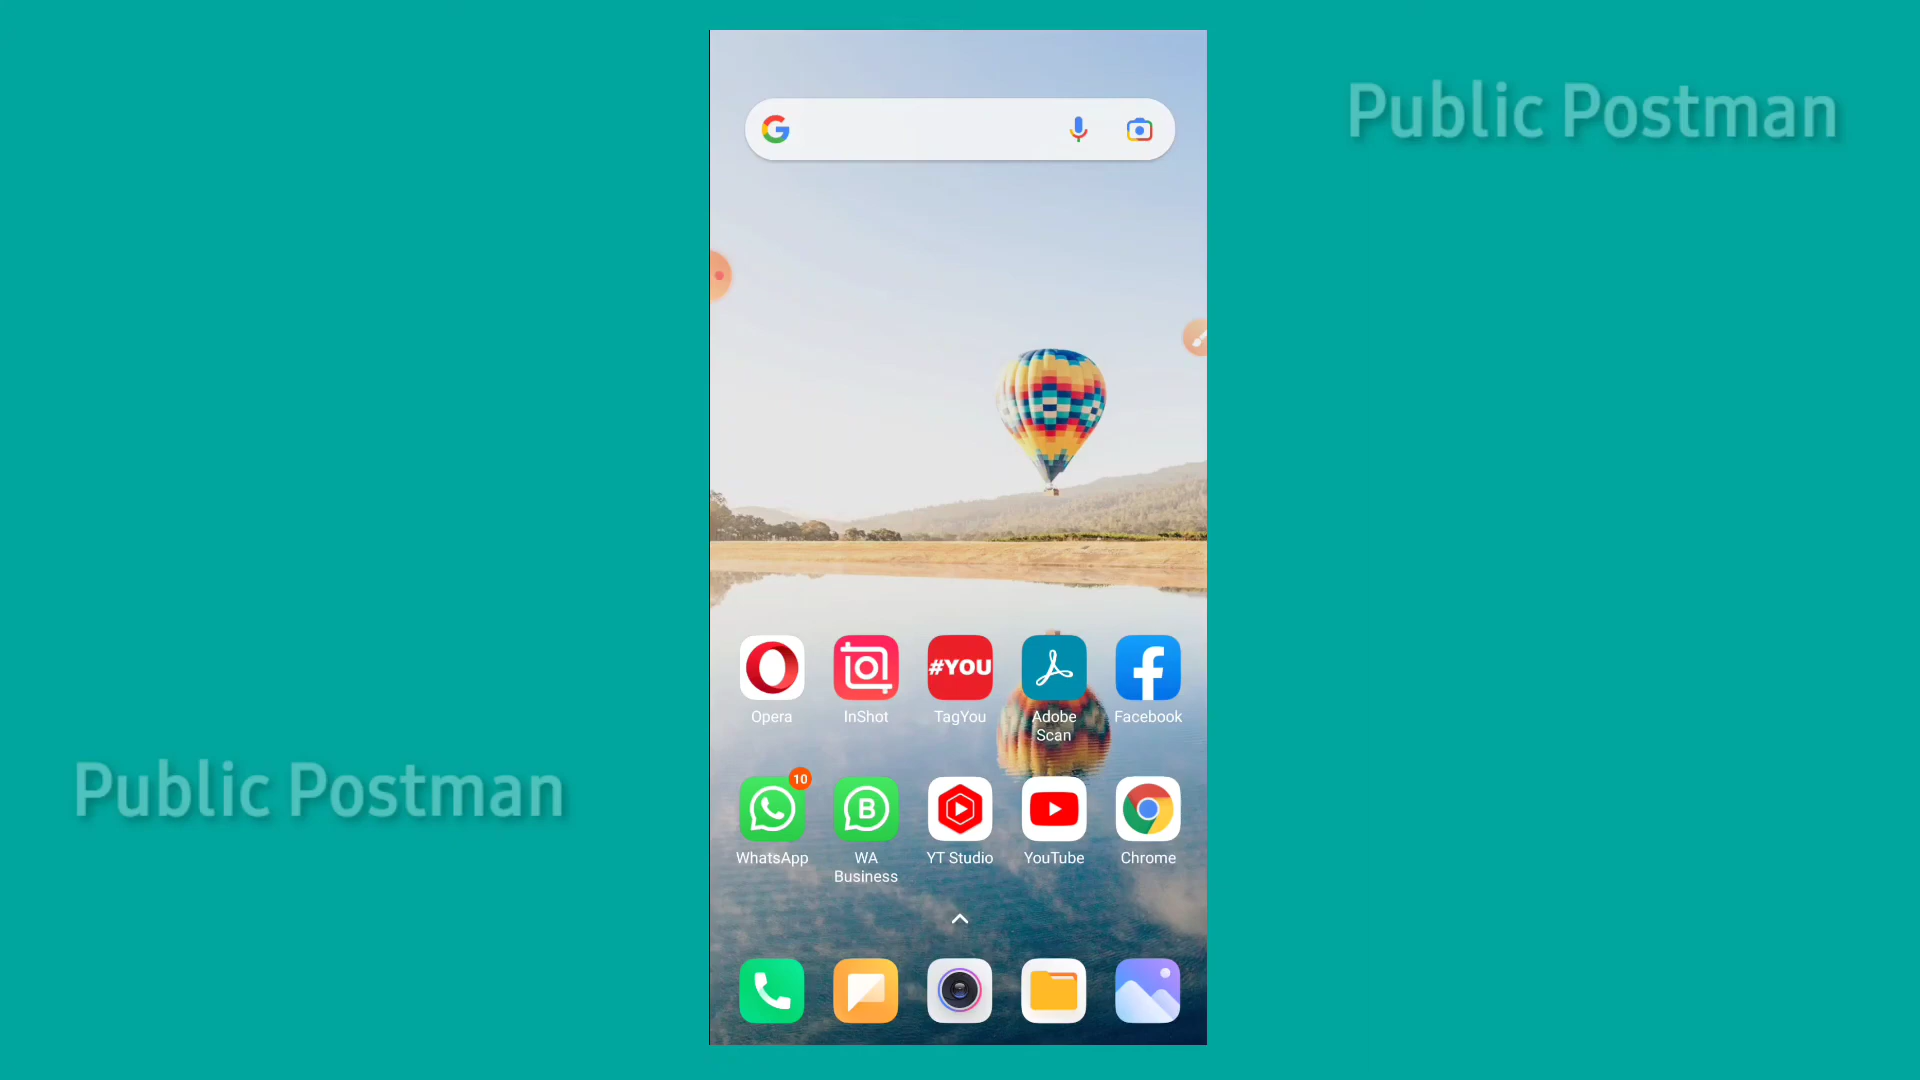 Public Postman
#YOU
Opera
InShot
TagYou
Adobe
Scan
Facebook
10
B
WhatsApp
WA
Business
YT Studio
YouTube
Chrome
Public Postman